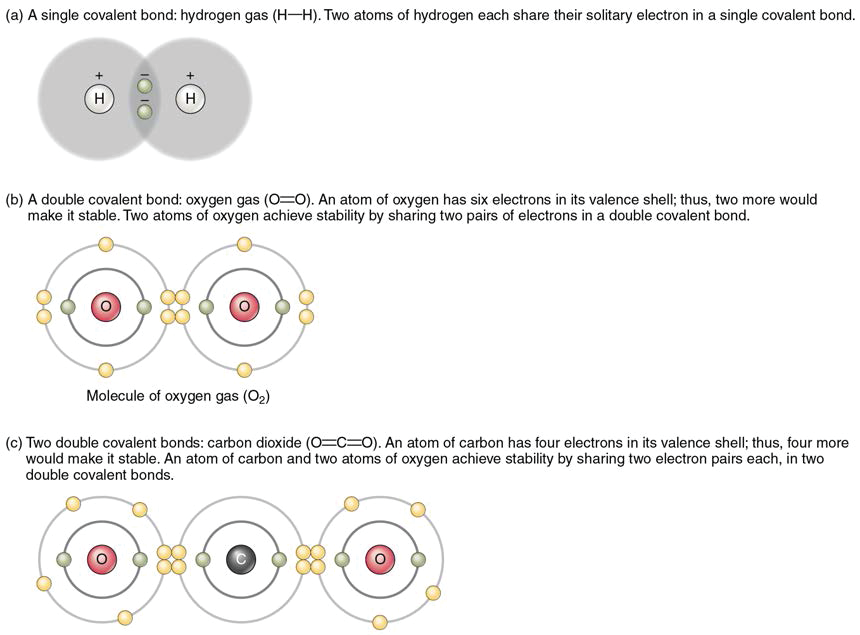 (a) A single covalent bond: hydrogen gas (H—H). Two atoms of hydrogen each share their solitary electron in a single covalent bond.
+ – +
H H
–
(b) A double covalent bond: oxygen gas (O=O). An atom of oxygen has six electrons in its valence shell; thus, two more would
make it stable. Two atoms of oxygen achieve stability by sharing two pairs of electrons in a double covalent bond.
O O
Molecule of oxygen gas (O₂)
(c) Two double covalent bonds: carbon dioxide (O=C=O). An atom of carbon has four electrons in its valence shell; thus, four more
would make it stable. An atom of carbon and two atoms of oxygen achieve stability by sharing two electron pairs each, in two
double covalent bonds.
O C O